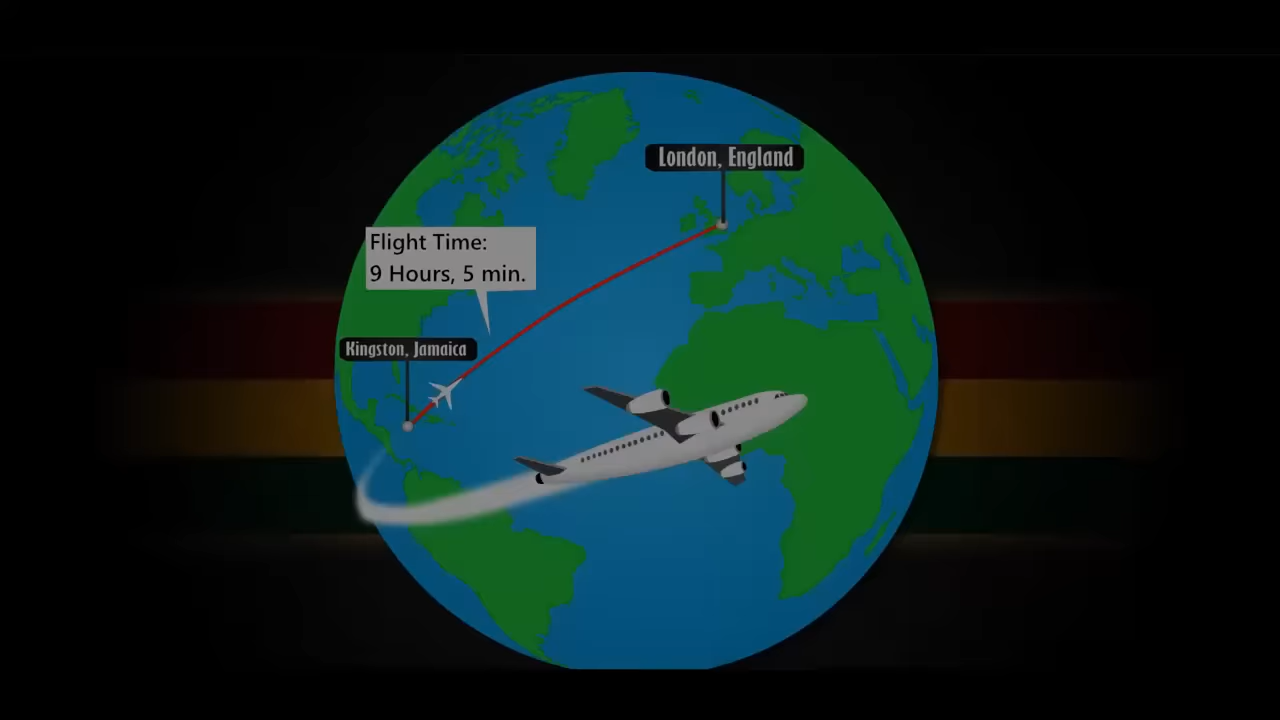 London, England
Flight Time:
9 Hours, 5 min.
Kingston, Jamaica